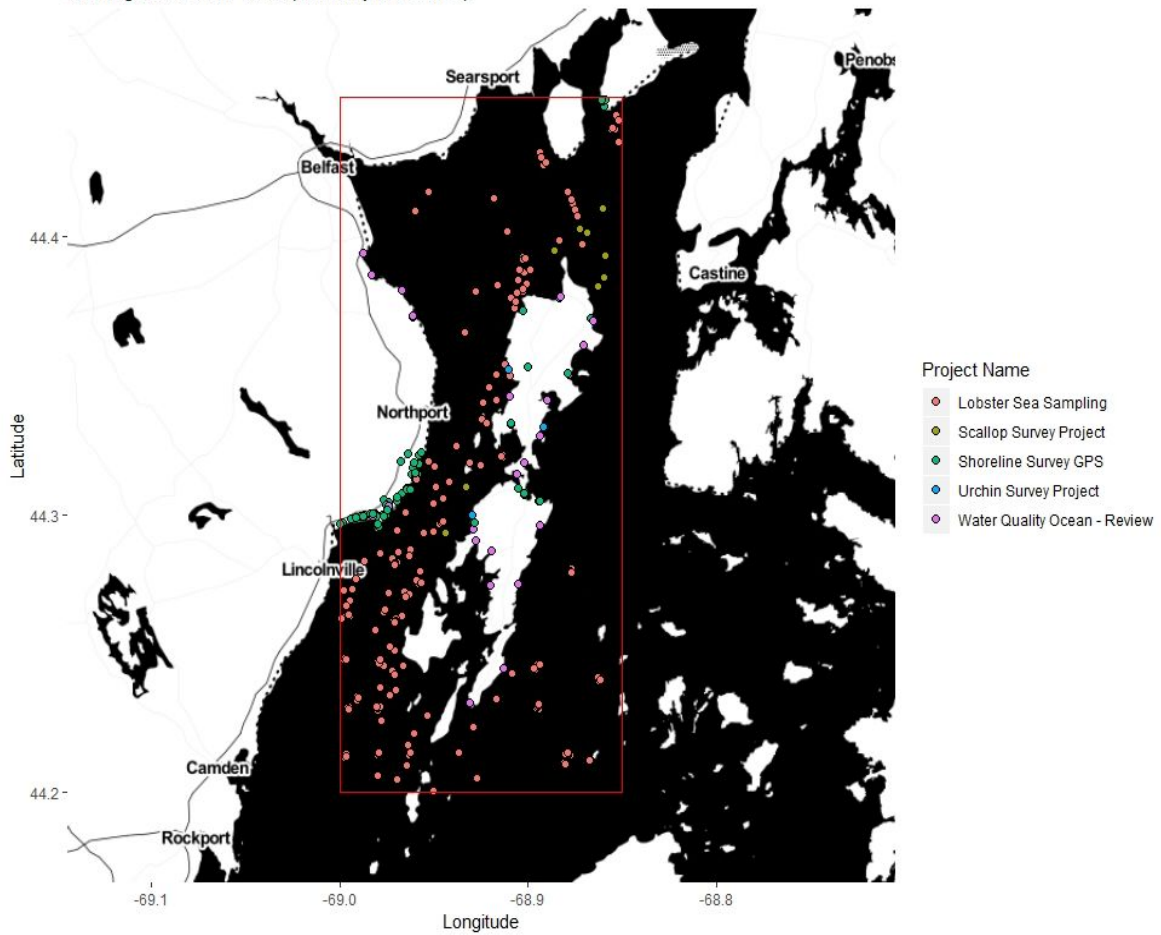 Searsport
Penobs
Belfast
44.4
Castine
Project Name
Lobster Sea Sampling
Scallop Survey Project
Shoreline Survey GPS
Urchin Survey Project
Water Quality Ocean - Review
Northport
Latitude
44.3
Lincolnville
Camden
44.2
Rockport
-69.1
-69.0
-68.9
-68.8
Longitude